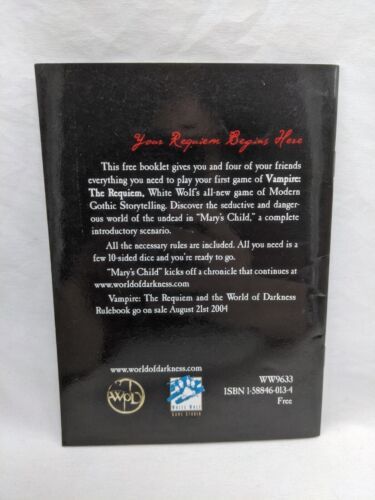 Your Requiem Begins Here
This free booklet gives you and four of your friends
everything you need to play your first game of Vampire:
The Requiem, White Wolf's all-new game of Modern
Gothic Storytelling. Discover the seductive and danger-
ous world of the undead in "Mary's Child," a complete
introductory scenario.
All the necessary rules are included. All you need is a
few 10-sided dice and you're ready to go.
"Mary's Child" kicks off a chronicle that continues at
www.worldofdarkness.com.
Vampire: The Requiem and the World of Darkness
Rulebook go on sale August 21st 2004
www.worldofdarkness.com
WoD
White Wolf
GAME STUDIO
WW9633
ISBN 1-58846-013-4
Free